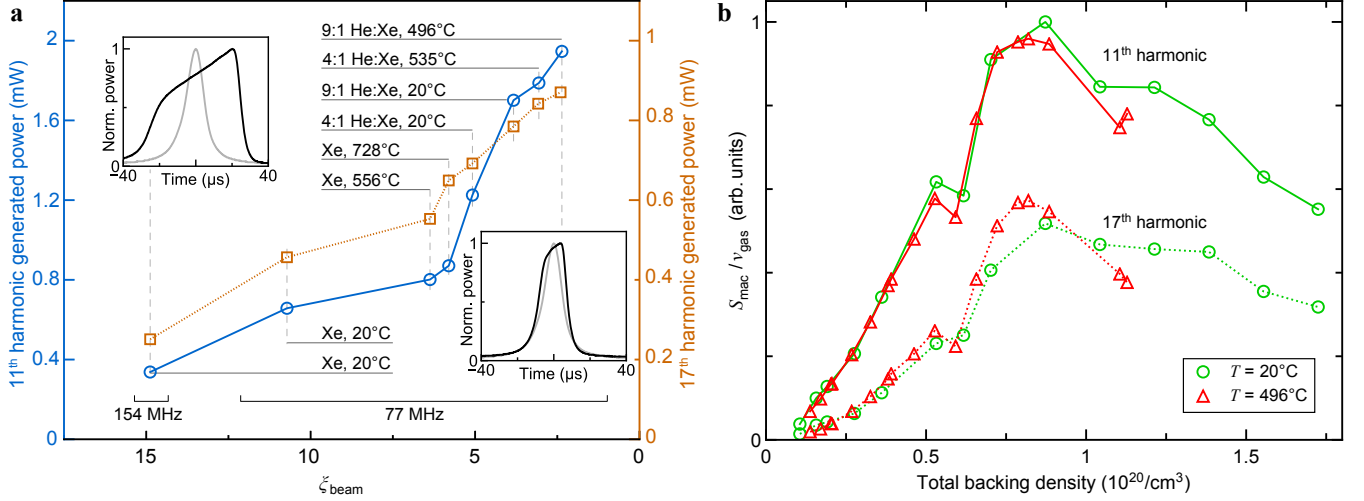 a
11th harmonic generated power (mW)
2
1.6
1.2
0.8
0.4
0
15
10
5
0
ξbeam
17th harmonic generated power (mW)
1
0.8
0.6
0.4
0.2
0
Norm. power
1
0
−40
40
Time (µs)
9:1 He:Xe, 496°C
4:1 He:Xe, 535°C
9:1 He:Xe, 20°C
4:1 He:Xe, 20°C
Xe, 728°C
Xe, 556°C
Norm. power
1
0
−40
40
Time (µs)
Xe, 20°C
Xe, 20°C
154 MHz
77 MHz
b
Smac / vgas (arb. units)
1
0
11th harmonic
17th harmonic
T = 20°C
T = 496°C
0
0.5
1
1.5
Total backing density (10^20/cm^3)